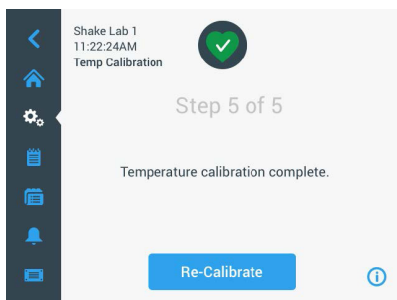 Shake Lab 1
11:22:24AM
Temp Calibration
Step 5 of 5
Temperature calibration complete.
Re-Calibrate